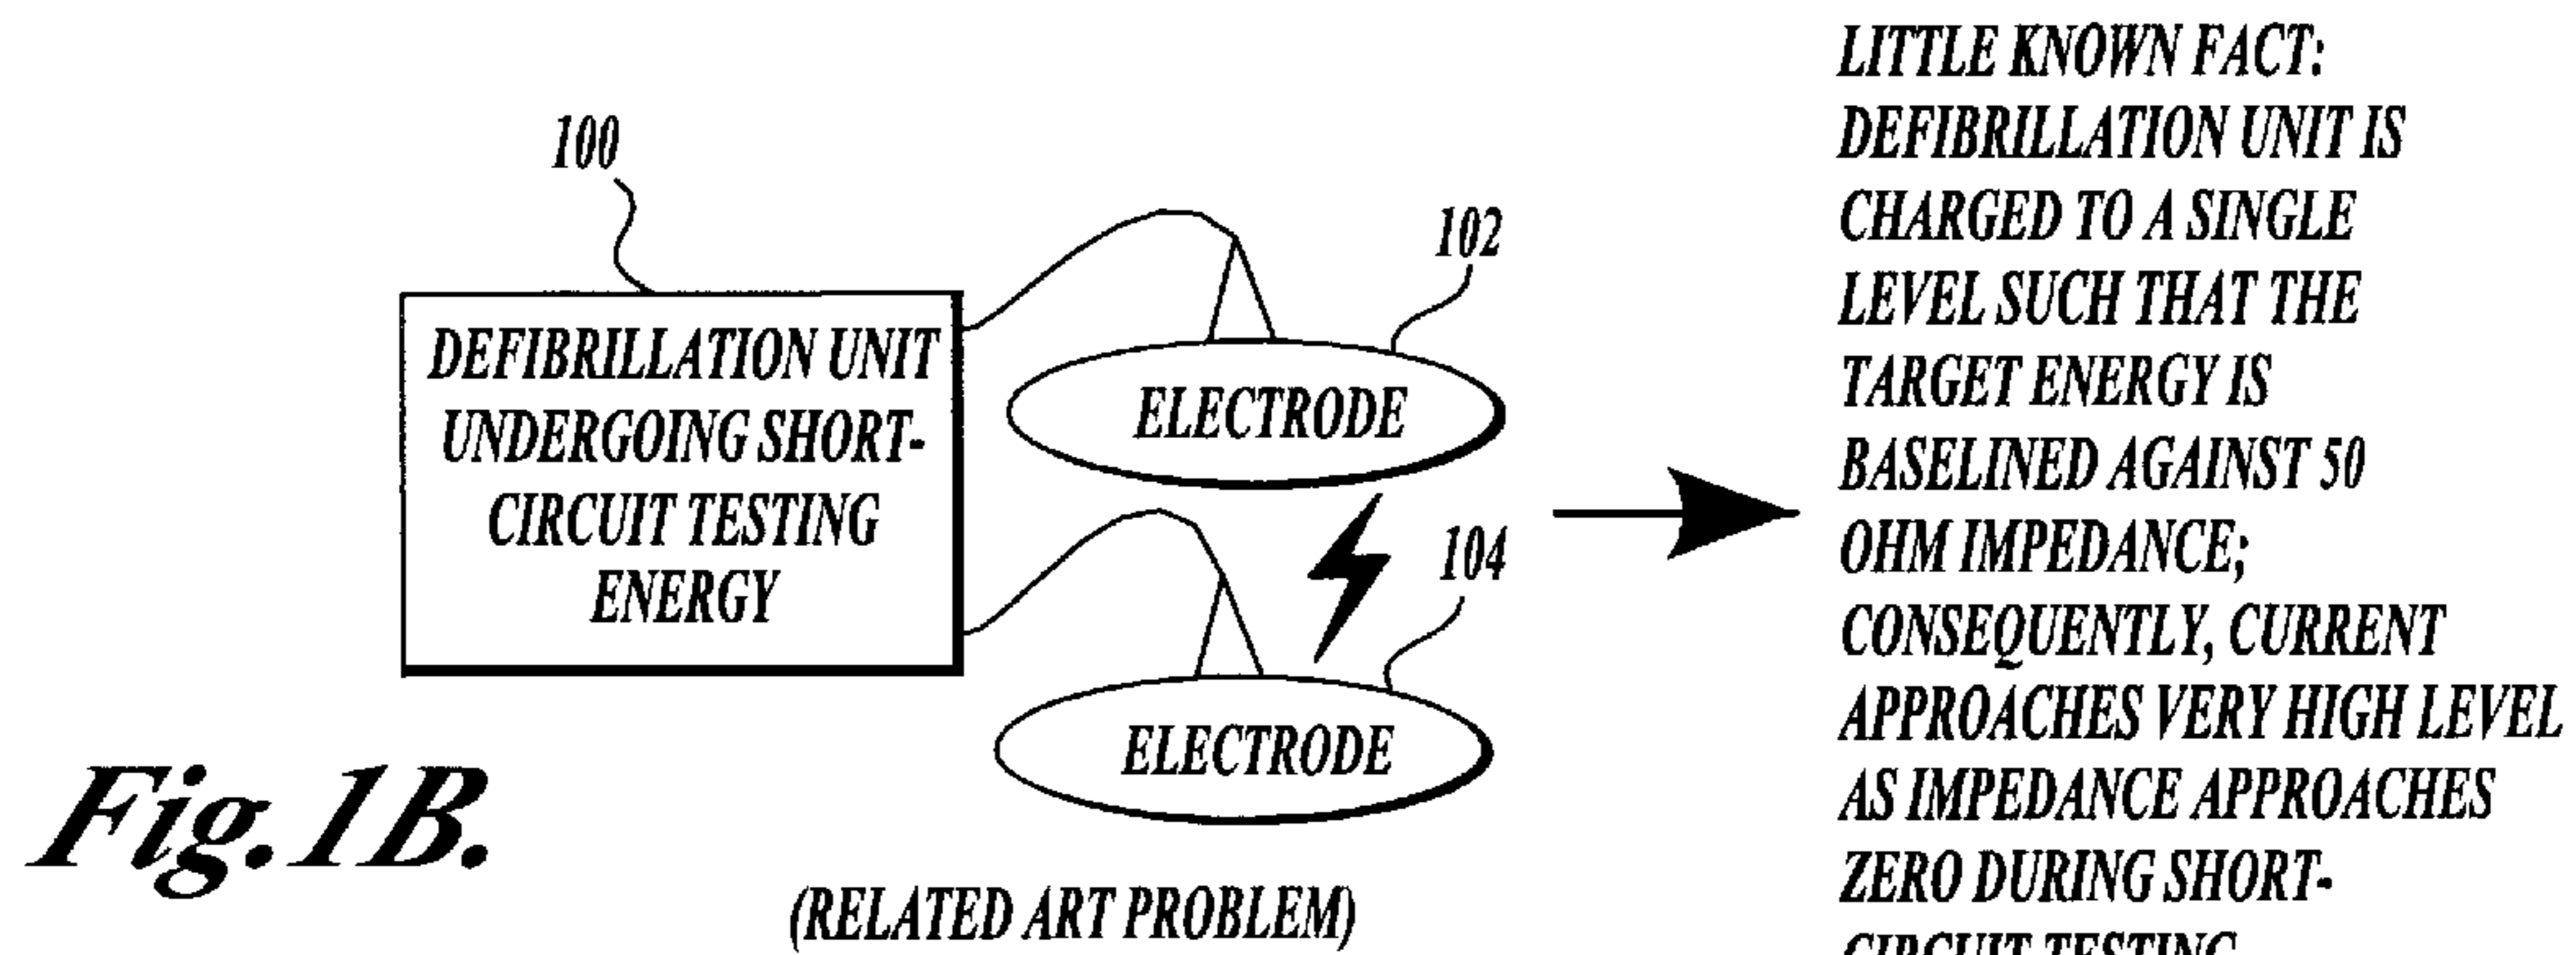 100
DEFIBRILLATION UNIT
UNDERGOING SHORT-
CIRCUIT TESTING
ENERGY
102
ELECTRODE
104
ELECTRODE
LITTLE KNOWN FACT:
DEFIBRILLATION UNIT IS
CHARGED TO A SINGLE
LEVEL SUCH THAT THE
TARGET ENERGY IS
BASELINED AGAINST 50
OHM IMPEDANCE;
CONSEQUENTLY, CURRENT
APPROACHES VERY HIGH LEVEL
AS IMPEDANCE APPROACHES
ZERO DURING SHORT-
CIRCUIT TESTING
Fig.1B.
(RELATED ART PROBLEM)